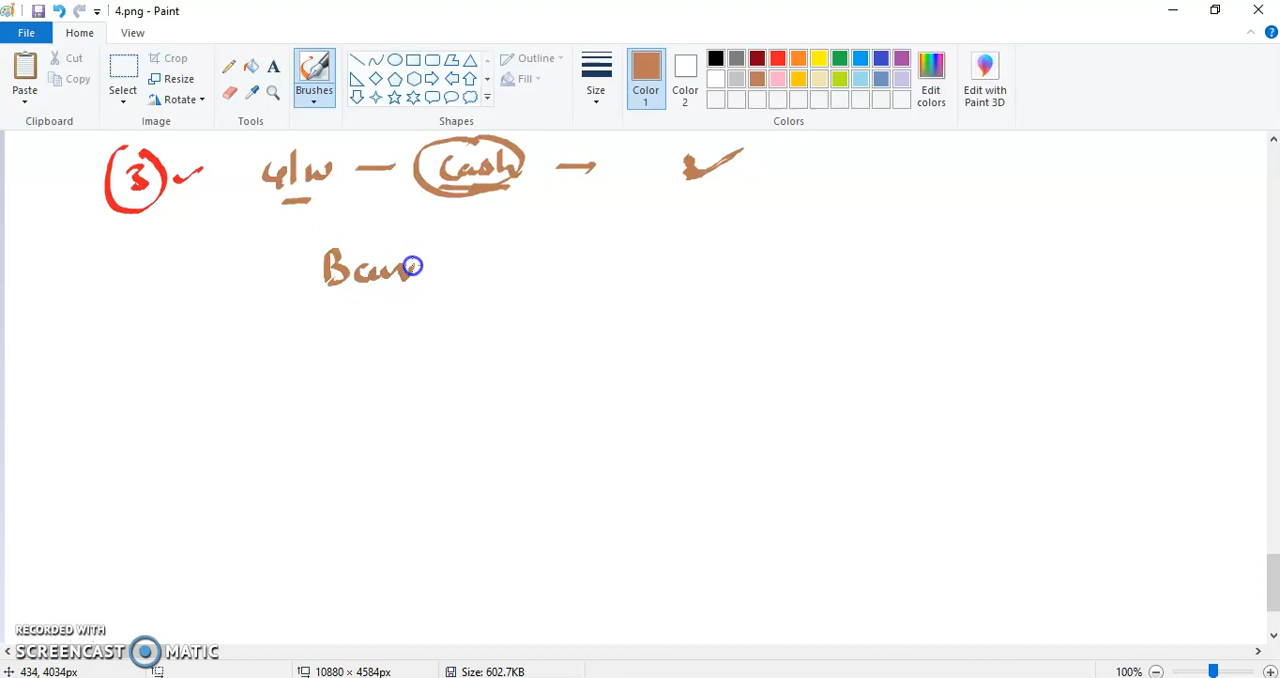 4.png - Paint
File Home View
Paste Cut Copy Select Crop Resize Rotate A Brushes Outline Fill Size Color 1 Color 2 Edit colors Edit with Paint 3D
Clipboard Image Tools Shapes Colors
3 — Cash →
RECORDED WITH
SCREENCAST MATIC
434, 4034px 10880 × 4584px Size: 602.7KB 100%